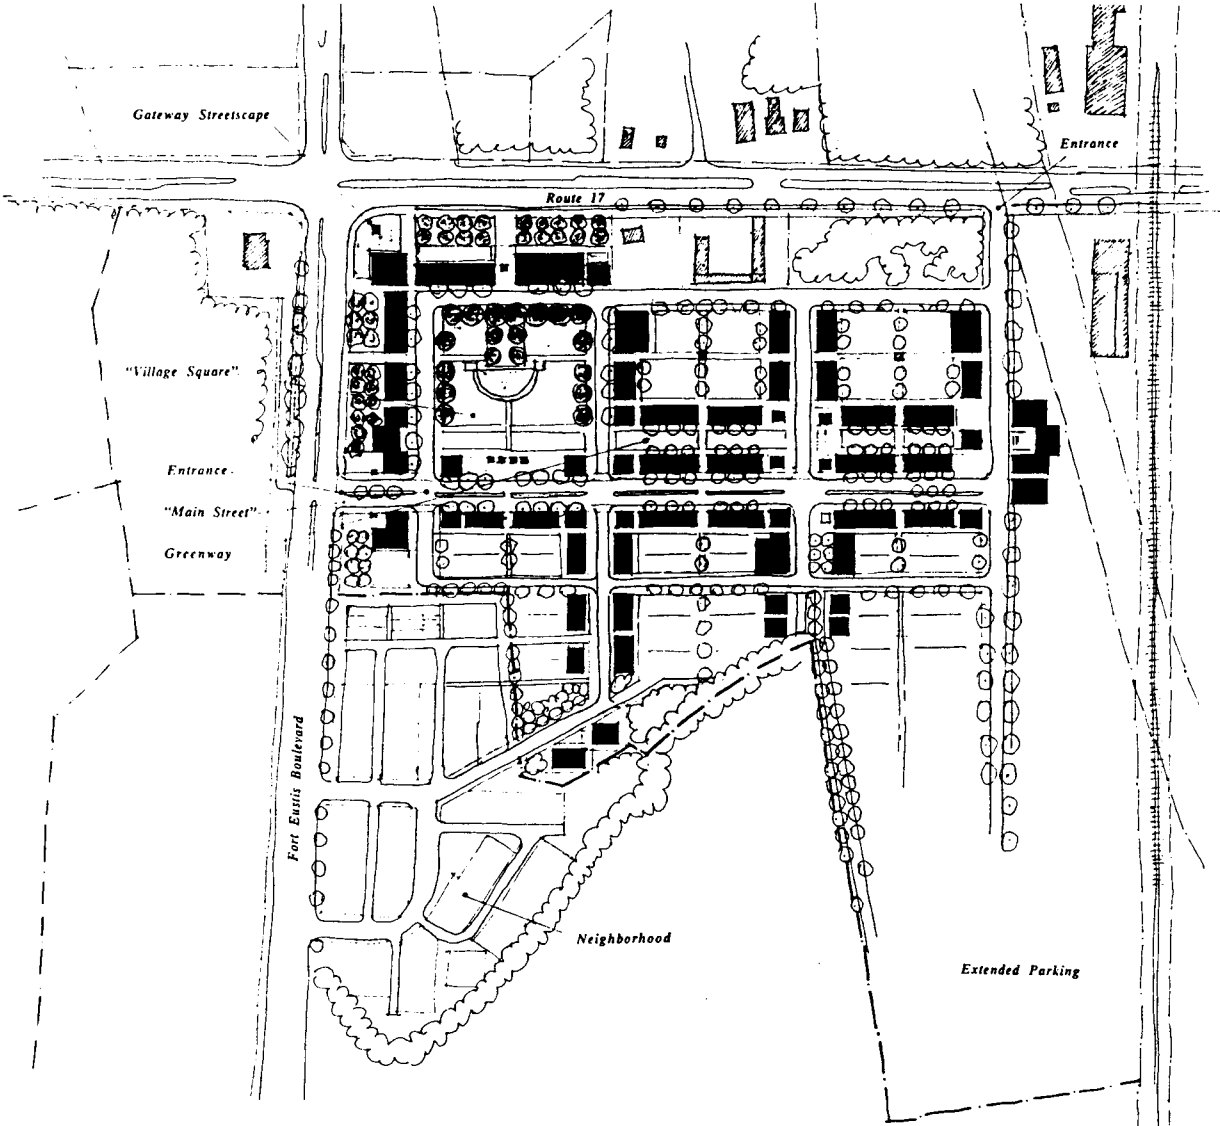 Gateway Streetscape
Entrance
Route 17
"Village Square"
Entrance
"Main Street"
Greenway
Fort Eustis Boulevard
Neighborhood
Extended Parking